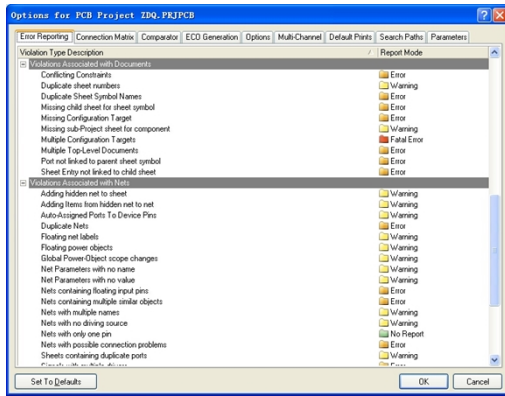 Options for PCB Project ZDQ.PRJPCB
Error Reporting Connection Matrix Comparator ECO Generation Options Multi-Channel Default Prints Search Paths Parameters
Violation Type Description Report Mode
Violations Associated with Documents
Conflicting Constraints Error
Duplicate sheet numbers Warning
Duplicate Sheet Symbol Names Error
Missing child sheet for sheet symbol Error
Missing Configuration Target Error
Missing sub-Project sheet for component Warning
Multiple Configuration Targets Fatal Error
Multiple Top-Level Documents Error
Port not linked to parent sheet symbol Error
Sheet Entry not linked to child sheet Error
Violations Associated with Nets
Adding hidden net to sheet Warning
Adding Items from hidden net to net Warning
Auto-Assigned Ports To Device Pins Warning
Duplicate Nets Error
Floating net labels Warning
Floating power objects Warning
Global Power-Object scope changes Warning
Net Parameters with no name Warning
Net Parameters with no value Warning
Nets containing floating input pins Error
Nets containing multiple similar objects Error
Nets with multiple names Warning
Nets with no driving source Warning
Nets with only one pin No Report
Nets with possible connection problems Error
Sheets containing duplicate ports Warning
Set To Defaults OK Cancel